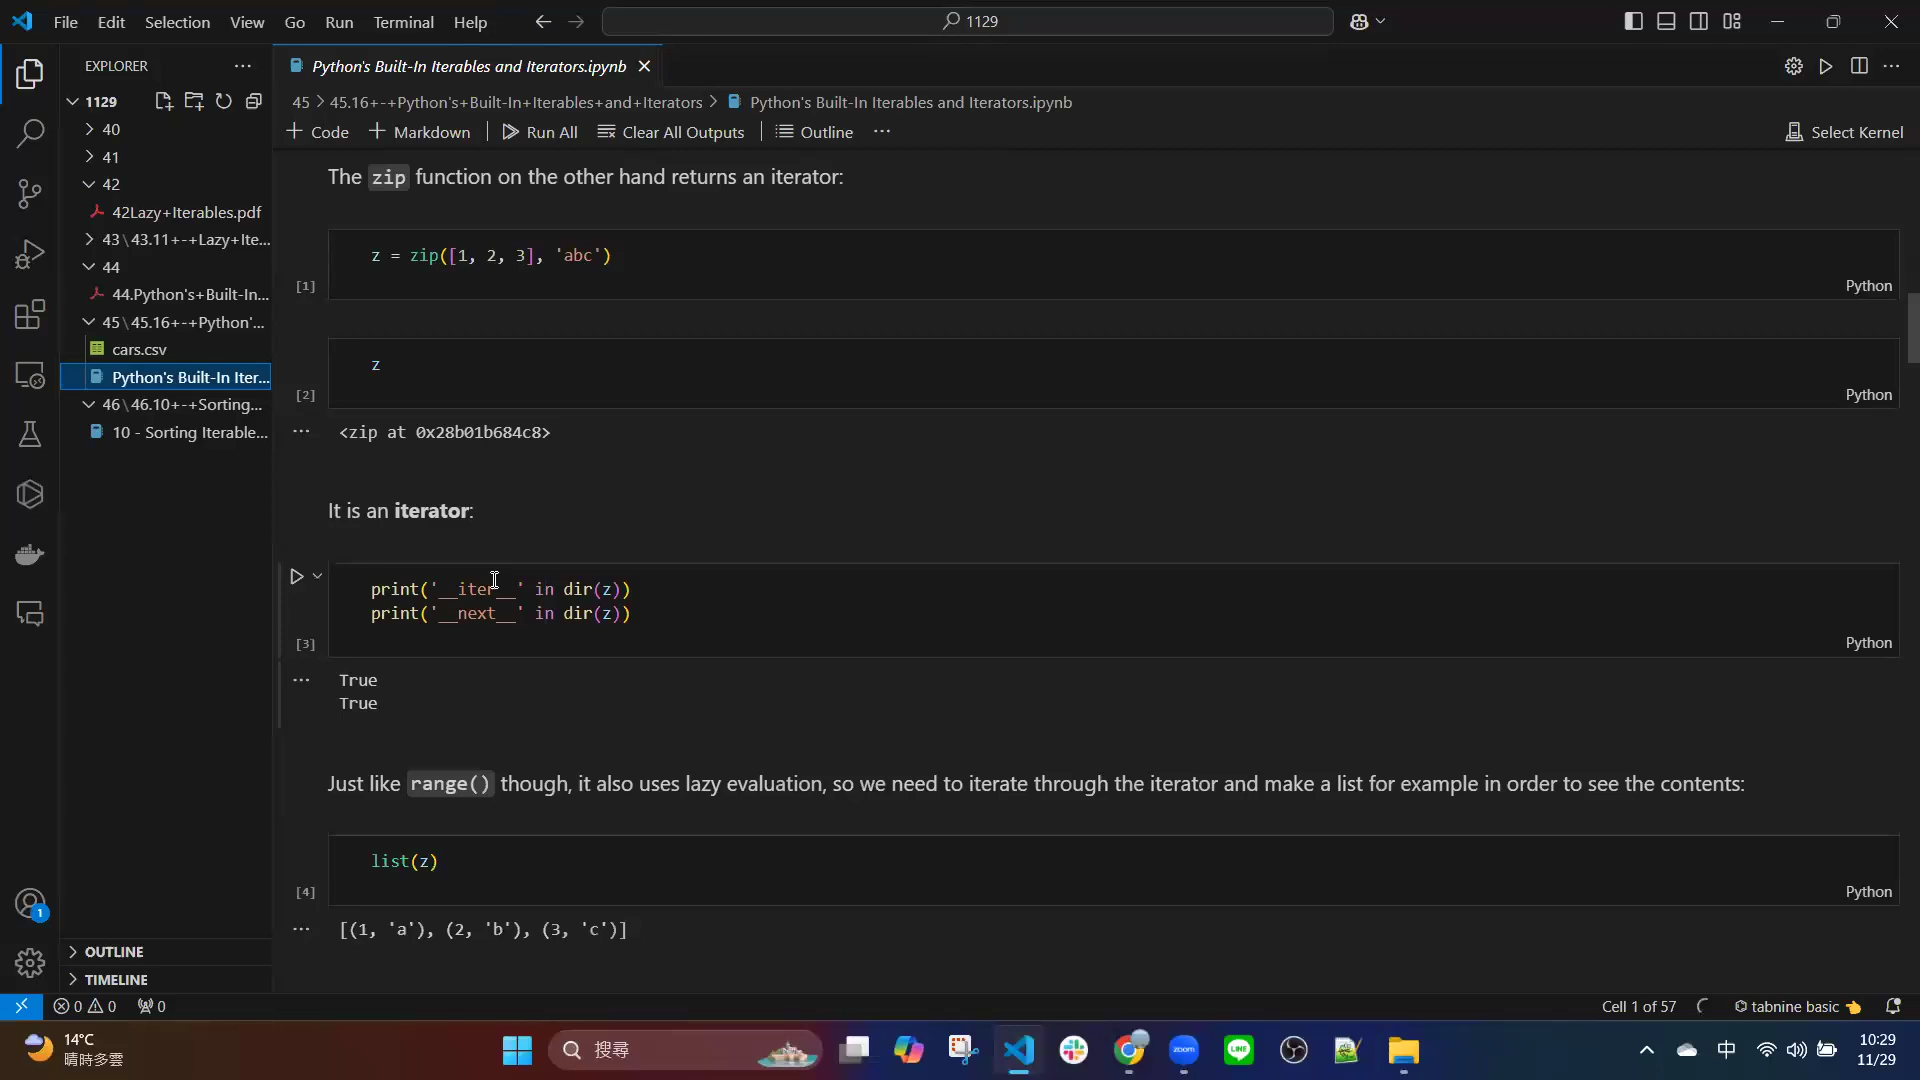 File Edit Selection View Go Run Terminal Help
1129
EXPLORER
1129
40
41
42
42Lazy+Iterables.pdf
43\43.11+-+Lazy+Ite...
44
44.Python's+Built-In...
45\45.16+-+Python'...
cars.csv
Python's Built-In Iter...
46\46.10+-+Sorting...
10 - Sorting Iterable...
OUTLINE
TIMELINE
Python's Built-In Iterables and Iterators.ipynb
45 > 45.16+-+Python's+Built-In+Iterables+and+Iterators > Python's Built-In Iterables and Iterators.ipynb
+ Code + Markdown Run All Clear All Outputs Outline ... Select Kernel
The zip function on the other hand returns an iterator:
z = zip([1, 2, 3], 'abc')
[1] Python
z
[2] Python
<zip at 0x28b01b684c8>
It is an iterator:
print('__iter__' in dir(z))
print('__next__' in dir(z))
[3] Python
True
True
Just like range() though, it also uses lazy evaluation, so we need to iterate through the iterator and make a list for example in order to see the contents:
list(z)
[4] Python
[(1, 'a'), (2, 'b'), (3, 'c')]
1
0 0 0 Cell 1 of 57 tabnine basic
14°C
晴時多雲
搜尋
zoom
LINE
中
10:29
11/29